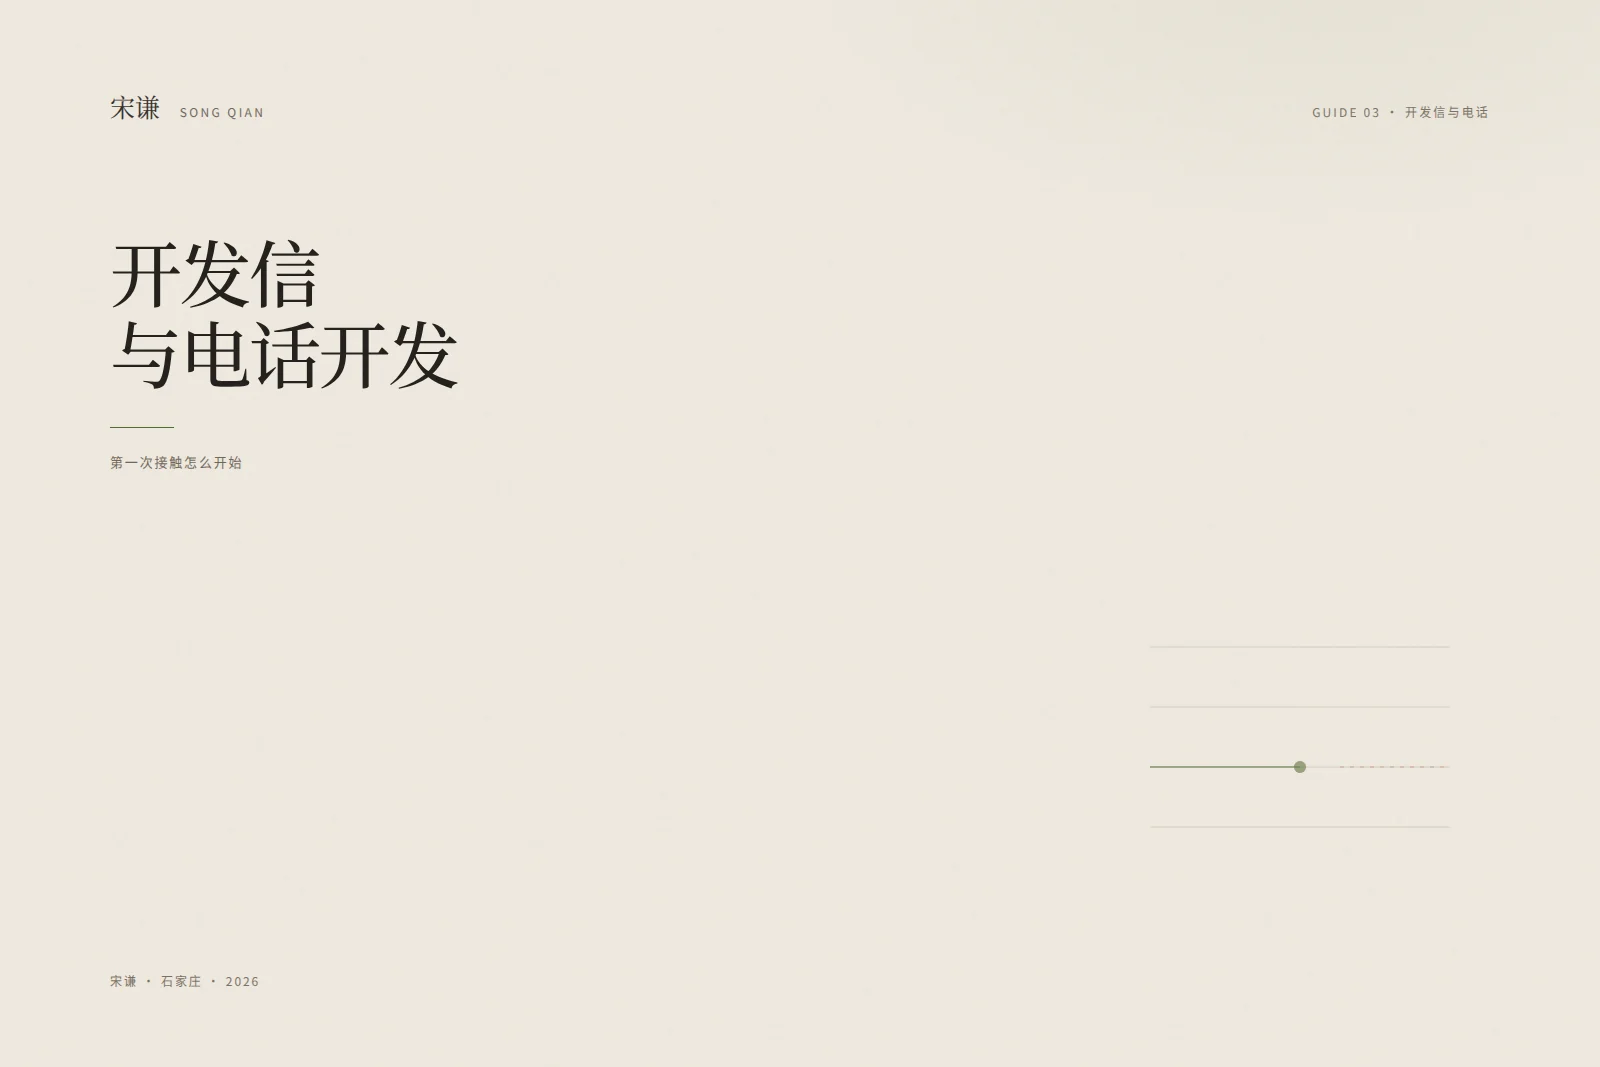 宋谦 SONG QIAN
GUIDE 03 · 开发信与电话
开发信
与电话开发
第一次接触怎么开始
宋谦 · 石家庄 · 2026